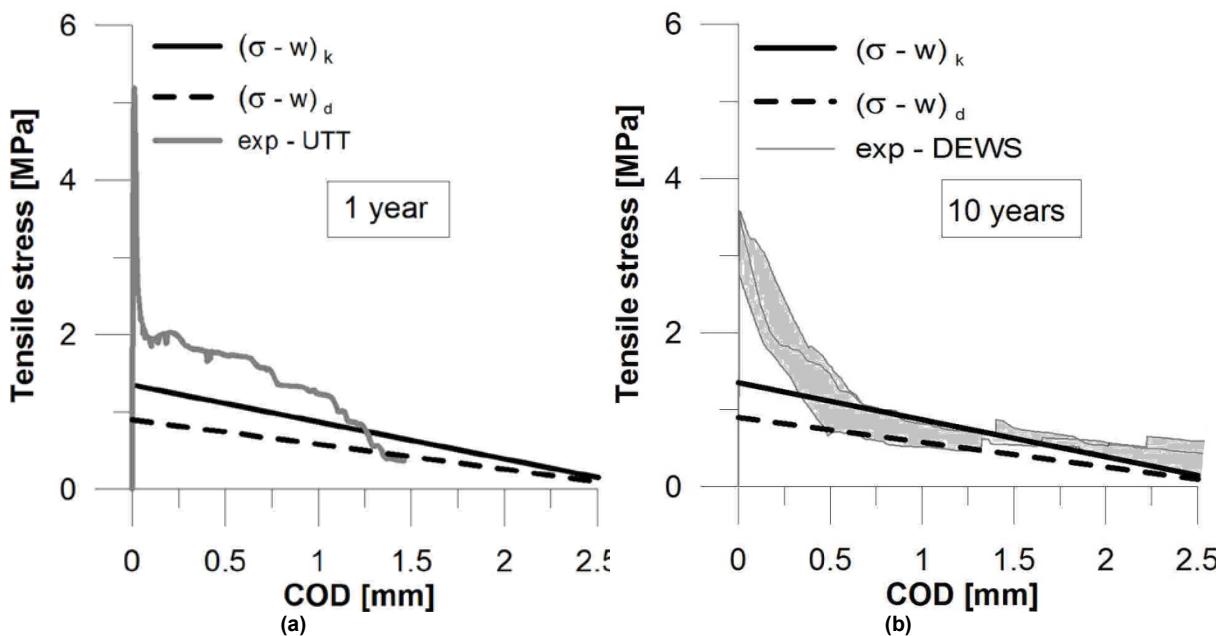 6
4
2
0
Tensile stress [MPa]
(σ - w) k
(σ - w) d
exp - UTT
1 year
0 0.5 1 1.5 2 2.5
COD [mm]
(a)
6
4
2
0
Tensile stress [MPa]
(σ - w) k
(σ - w) d
exp - DEWS
10 years
0 0.5 1 1.5 2 2.5
COD [mm]
(b)